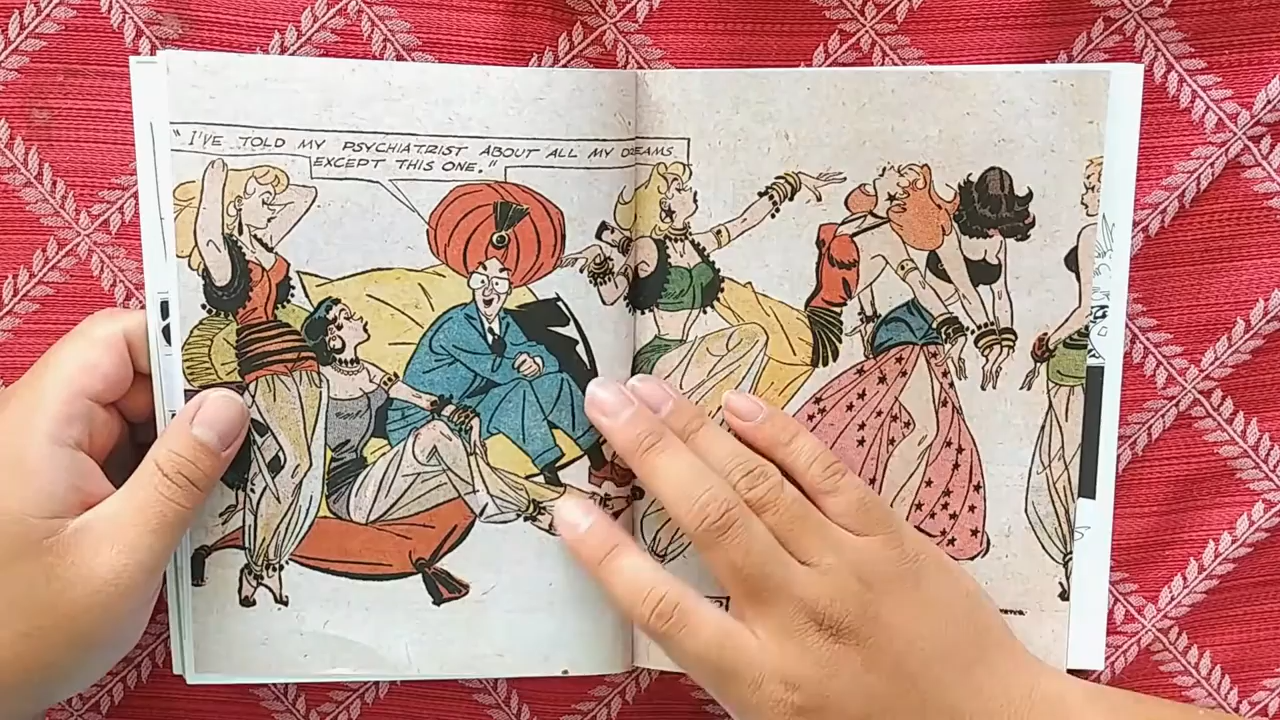 "I'VE TOLD MY PSYCHIATRIST ABOUT ALL MY DREAMS
EXCEPT THIS ONE."